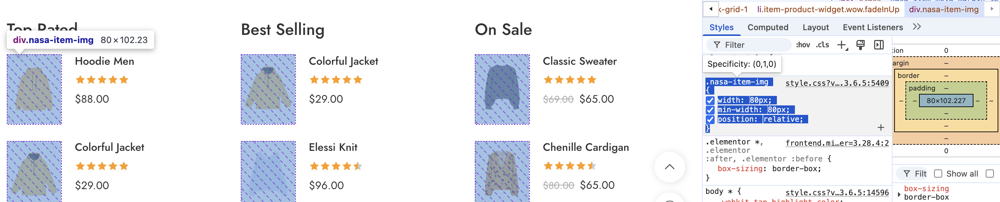 Top Rated
div.nasa-item-img 80×102.23
Hoodie Men
$88.00
Colorful Jacket
$29.00
Best Selling
Colorful Jacket
$29.00
Elessi Knit
$96.00
On Sale
Classic Sweater
$69.00 $65.00
Chenille Cardigan
$80.00 $65.00
k-grid-1 li.item-product-widget.wow.fadeInUp div.nasa-item-img
Styles Computed Layout Event Listeners
Filter :hov .cls
Specificity: (0,1,0)
.nasa-item-img style.css?v….3.6.5:5409
{
width: 80px;
min-width: 80px;
position: relative;
}
.elementor *, frontend.mi…er=3.28.4:2
.elementor
:after, .elementor :before {
box-sizing: border-box;
}
body * { style.css?v….3.6.5:14596
-webkit-tap-highlight-color:
tion 0
argin –
border –
padding –
– – 80×102.227 – –
–
–
–
0
Filt Show all
box-sizing
border-box